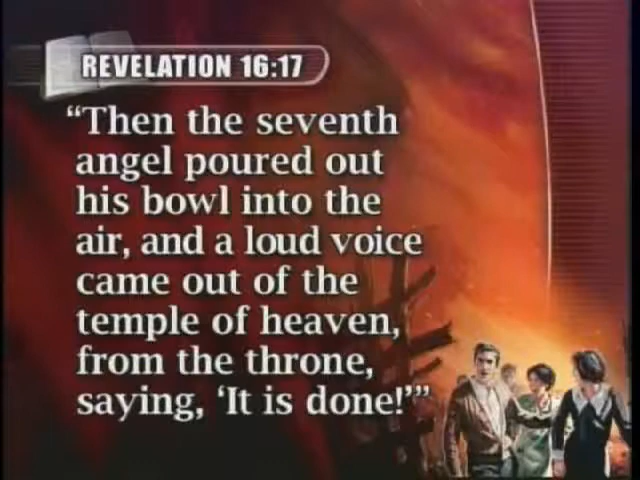 REVELATION 16:17
“Then the seventh
angel poured out
his bowl into the
air, and a loud voice
came out of the
temple of heaven,
from the throne,
saying, ‘It is done!’”